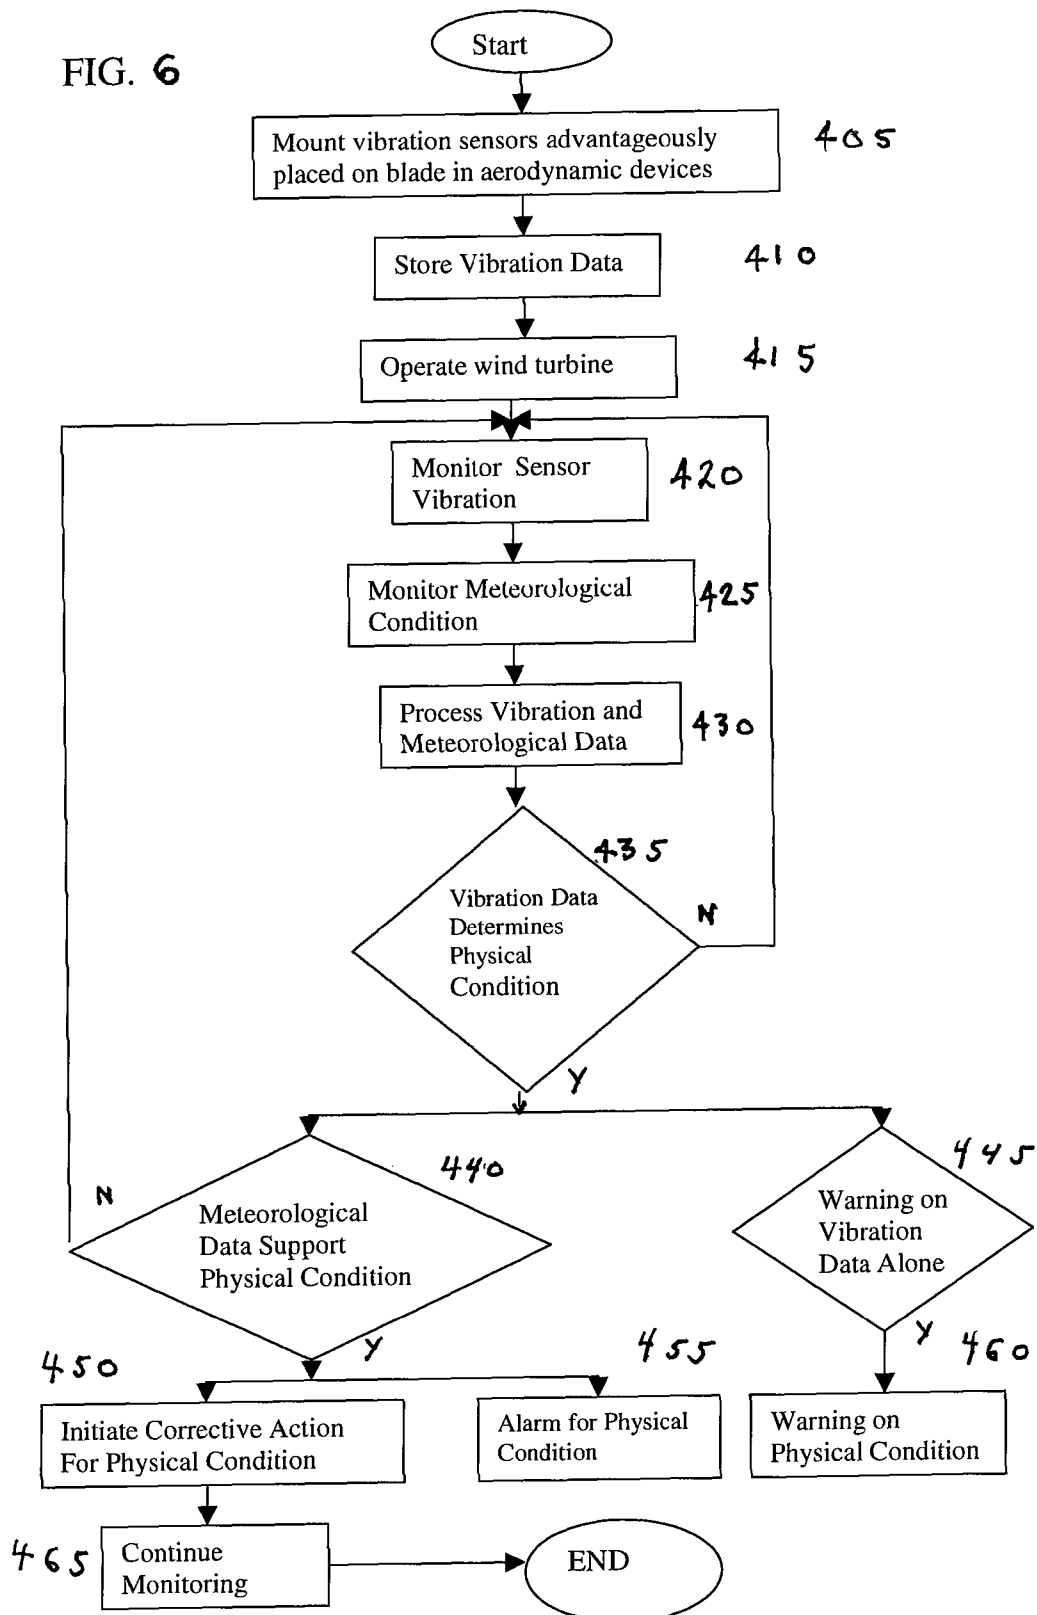 Start
FIG. 6
Mount vibration sensors advantageously
placed on blade in aerodynamic devices
405
Store Vibration Data
410
Operate wind turbine
415
Monitor Sensor
Vibration
420
Monitor Meteorological
Condition
425
Process Vibration and
Meteorological Data
430
435
Vibration Data
Determines
Physical
Condition
N
Y
440
N
Meteorological
Data Support
Physical Condition
Y
445
Warning on
Vibration
Data Alone
Y
450
455
460
Initiate Corrective Action
For Physical Condition
Alarm for Physical
Condition
Warning on
Physical Condition
465
Continue
Monitoring
END